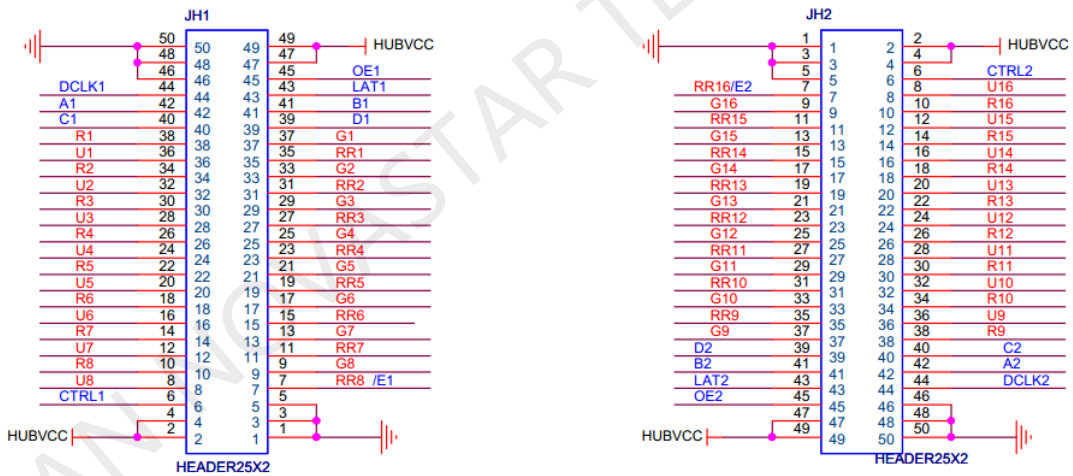 JH1
50 50 49 49 HUBVCC
48 48 47 47
46 46 45 45 OE1
DCLK1 44 44 43 43 LAT1
A1 42 42 41 41 B1
C1 40 40 39 39 D1
R1 38 38 37 37 G1
U1 36 36 35 35 RR1
R2 34 34 33 33 G2
U2 32 32 31 31 RR2
R3 30 30 29 29 G3
U3 28 28 27 27 RR3
R4 26 26 25 25 G4
U4 24 24 23 23 RR4
R5 22 22 21 21 G5
U5 20 20 19 19 RR5
R6 18 18 17 17 G6
U6 16 16 15 15 RR6
R7 14 14 13 13 G7
U7 12 12 11 11 RR7
R8 10 10 9 9 G8
U8 8 8 7 7 RR8 /E1
CTRL1 6 6 5 5
4 4 3 3
HUBVCC 2 2 1 1
HEADER25X2
JH2
1 1 2 2 HUBVCC
3 3 4 4
5 5 6 6 CTRL2
RR16/E2 7 7 8 8 U16
G16 9 9 10 10 R16
RR15 11 11 12 12 U15
G15 13 13 14 14 R15
RR14 15 15 16 16 U14
G14 17 17 18 18 R14
RR13 19 19 20 20 U13
G13 21 21 22 22 R13
RR12 23 23 24 24 U12
G12 25 25 26 26 R12
RR11 27 27 28 28 U11
G11 29 29 30 30 R11
RR10 31 31 32 32 U10
G10 33 33 34 34 R10
RR9 35 35 36 36 U9
G9 37 37 38 38 R9
D2 39 39 40 40 C2
B2 41 41 42 42 A2
LAT2 43 43 44 44 DCLK2
OE2 45 45 46 46
47 47 48 48
HUBVCC 49 49 50 50
HEADER25X2
AN NOVASTAR TE